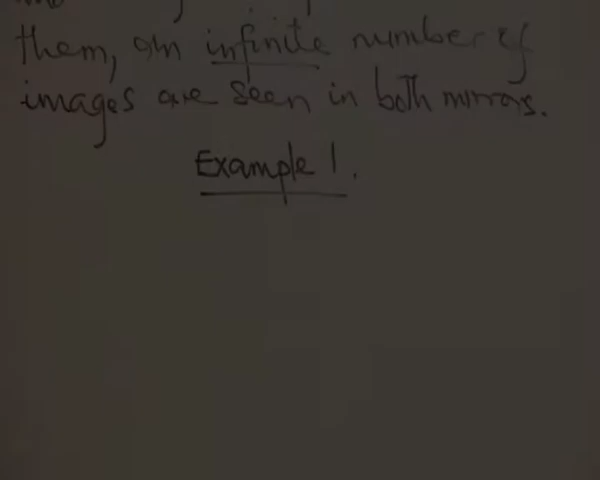 them, an infinite number of
images are seen in both mirrors.
Example 1.